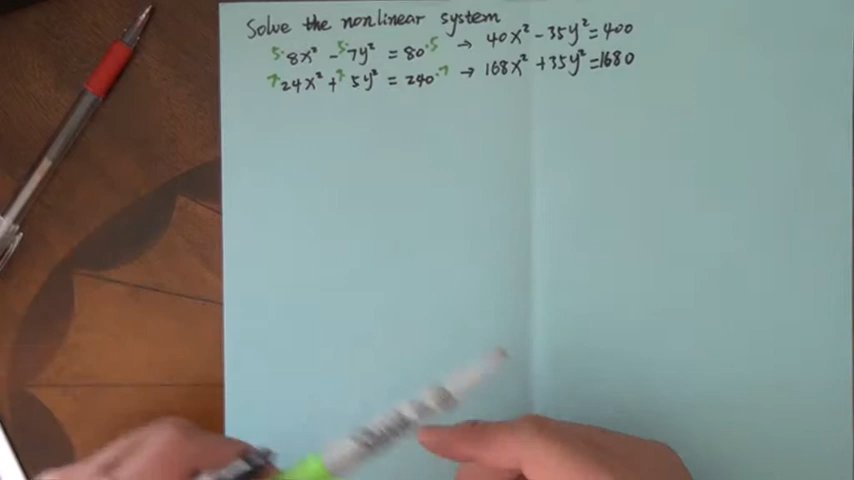 Solve the nonlinear system
5·8x² - 5·7y² = 80·5 → 40x² - 35y² = 400
7·24x² + 7·5y² = 240·7 → 168x² + 35y² = 1680